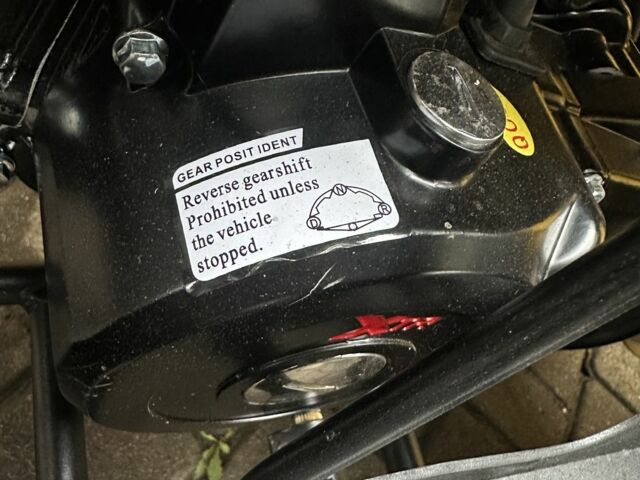 GEAR POSIT IDENT
Reverse gearshift
Prohibited unless
the vehicle
stopped.
N
D
R